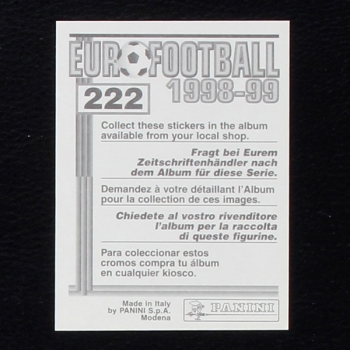 EUROFOOTBALL
222
1998-99
Collect these stickers in the album
available from your local shop.
Fragt bei Eurem
Zeitschriftenhändler nach
dem Album für diese Serie.
Demandez à votre détaillant l'Album
pour la collection de ces images.
Chiedete al vostro rivenditore
l'album per la raccolta
di queste figurine.
Para coleccionar estos
cromos compra tu álbum
en cualquier kiosco.
Made in Italy
by PANINI S.p.A.
Modena
PANINI